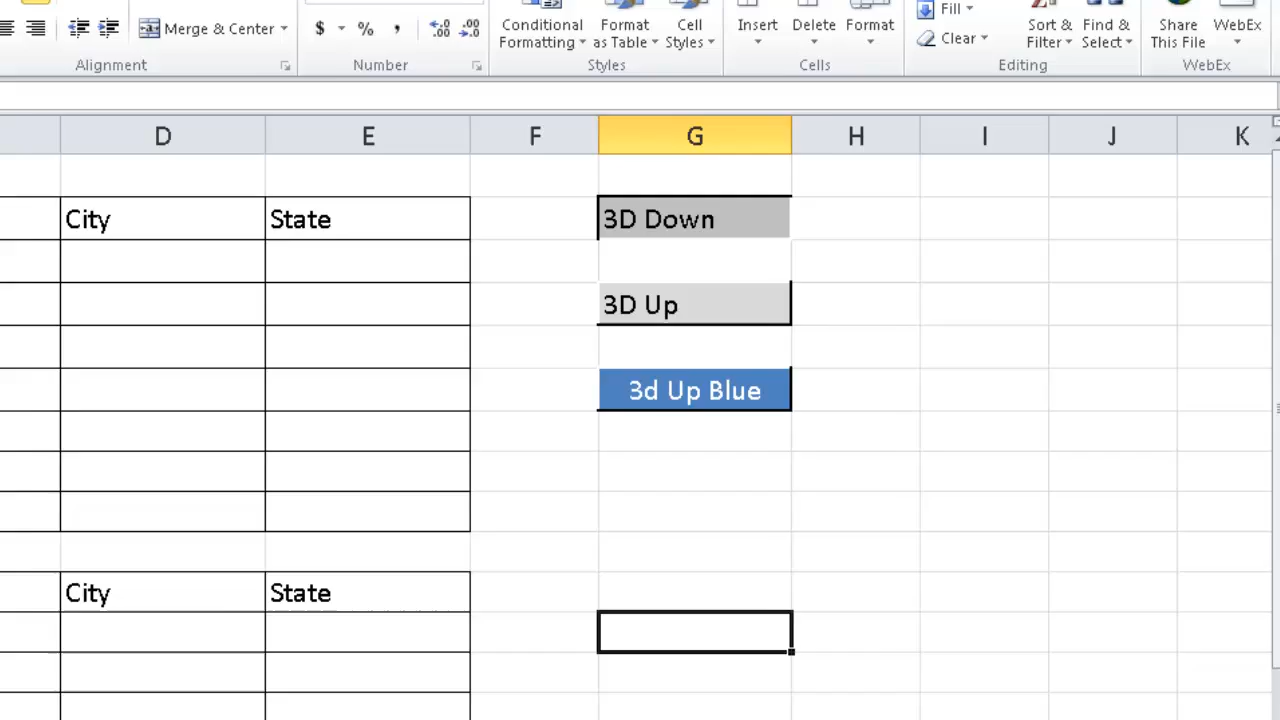 Conditional Formatting
Format as Table
Cell Styles
Insert
Delete
Format
Fill
Clear
Sort & Filter
Find & Select
Share This File
WebEx
Merge & Center
$ % , .00 .00
Alignment
Number
Styles
Cells
Editing
WebEx
D E F G H I J K
City State 3D Down
3D Up
3d Up Blue
City State